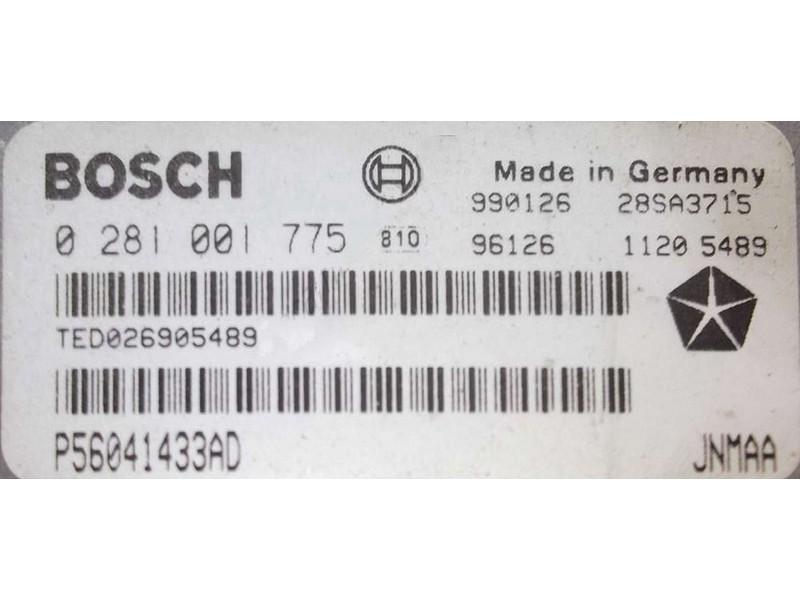 BOSCH
Made in Germany
990126 28SA3715
0 281 001 775 810 96126 1120 5489
TED026905489
P56041433AD JNMAA